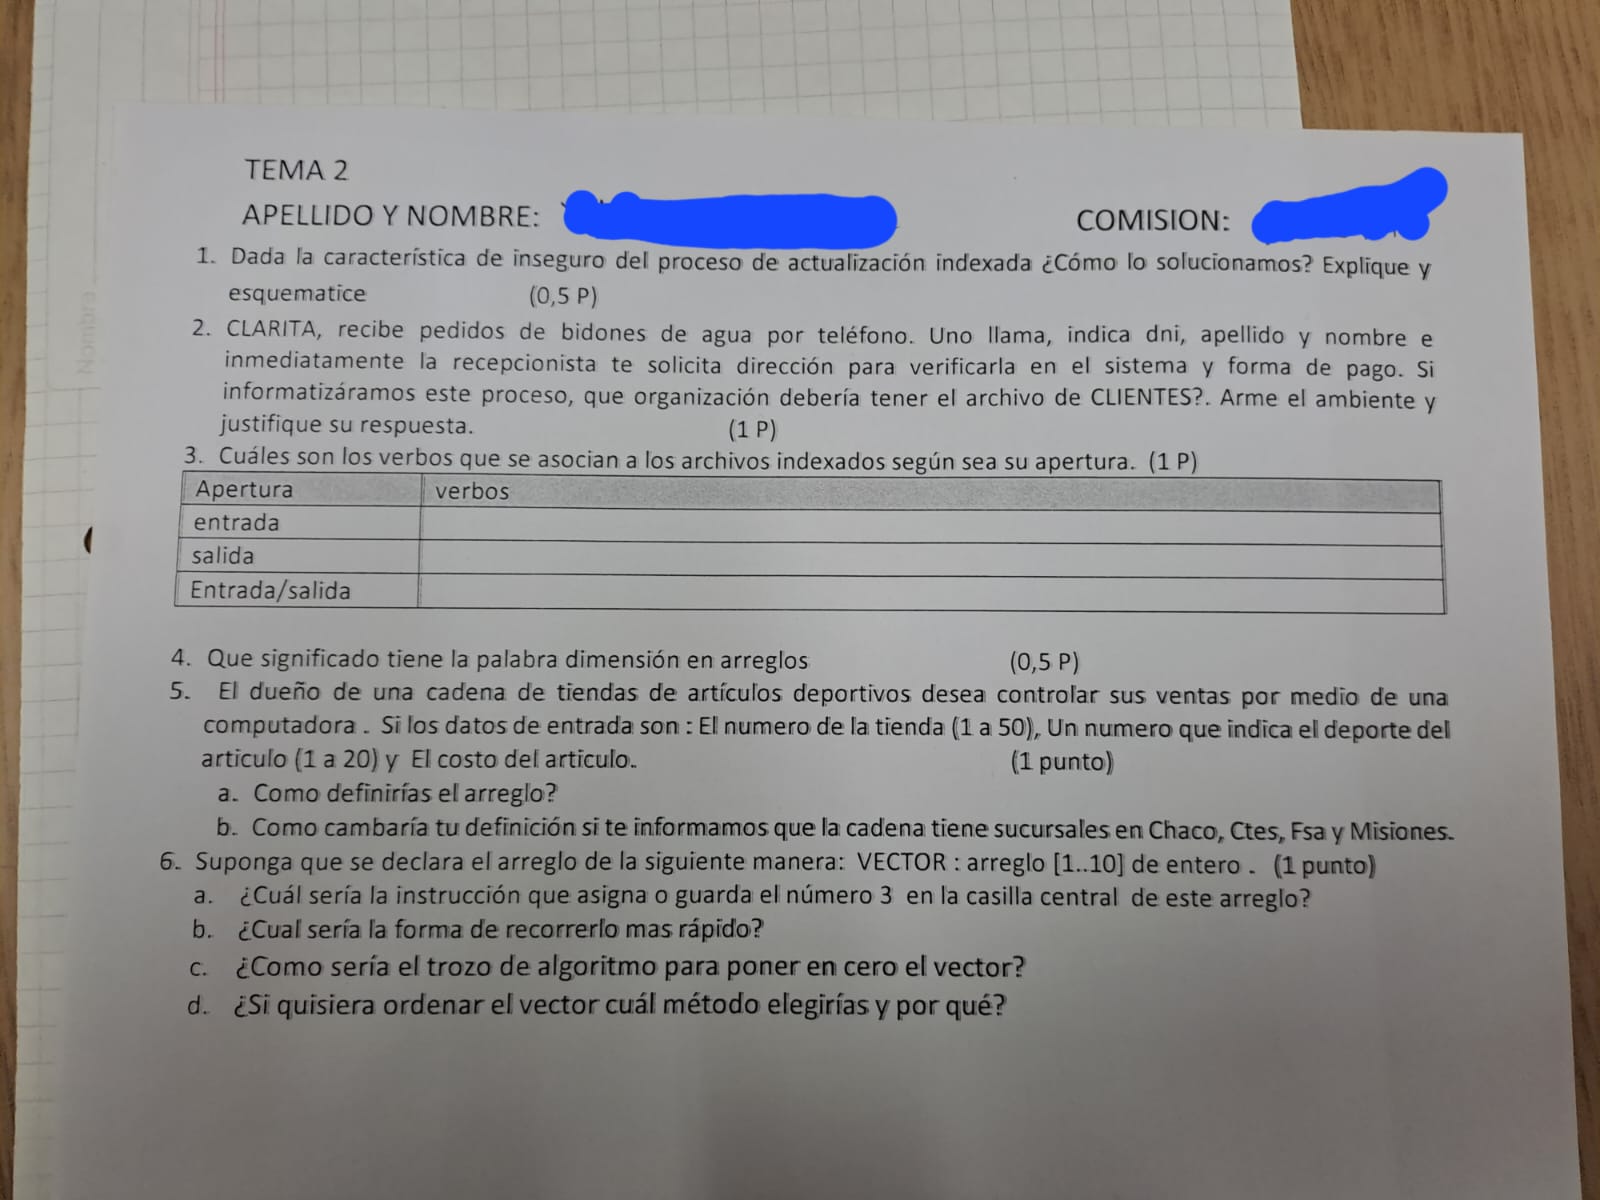 Nombre
TEMA 2
APELLIDO Y NOMBRE: COMISION:
1. Dada la característica de inseguro del proceso de actualización indexada ¿Cómo lo solucionamos? Explique y
esquematice (0,5 P)
2. CLARITA, recibe pedidos de bidones de agua por teléfono. Uno llama, indica dni, apellido y nombre e
inmediatamente la recepcionista te solicita dirección para verificarla en el sistema y forma de pago. Si
informatizáramos este proceso, que organización debería tener el archivo de CLIENTES?. Arme el ambiente y
justifique su respuesta. (1 P)
3. Cuáles son los verbos que se asocian a los archivos indexados según sea su apertura. (1 P)
Apertura verbos
entrada
salida
Entrada/salida
4. Que significado tiene la palabra dimensión en arreglos (0,5 P)
5. El dueño de una cadena de tiendas de artículos deportivos desea controlar sus ventas por medio de una
computadora . Si los datos de entrada son : El numero de la tienda (1 a 50), Un numero que indica el deporte del
articulo (1 a 20) y El costo del articulo. (1 punto)
a. Como definirías el arreglo?
b. Como cambaría tu definición si te informamos que la cadena tiene sucursales en Chaco, Ctes, Fsa y Misiones.
6. Suponga que se declara el arreglo de la siguiente manera: VECTOR : arreglo [1..10] de entero . (1 punto)
a. ¿Cuál sería la instrucción que asigna o guarda el número 3 en la casilla central de este arreglo?
b. ¿Cual sería la forma de recorrerlo mas rápido?
c. ¿Como sería el trozo de algoritmo para poner en cero el vector?
d. ¿Si quisiera ordenar el vector cuál método elegirías y por qué?